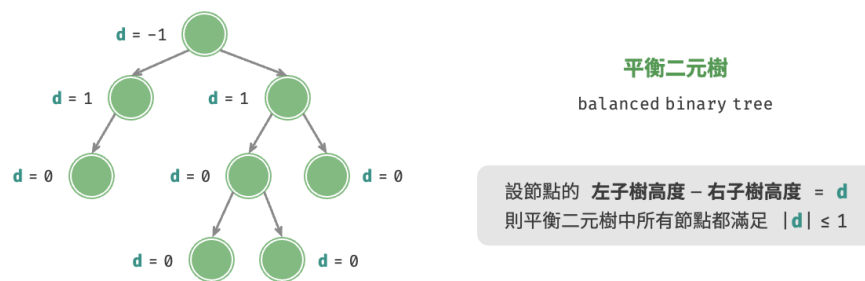 d = -1
d = 1
d = 1
d = 0
d = 0
d = 0
d = 0
d = 0
平衡二元樹
balanced binary tree
設節點的 左子樹高度 – 右子樹高度 = d
則平衡二元樹中所有節點都滿足 |d| ≤ 1